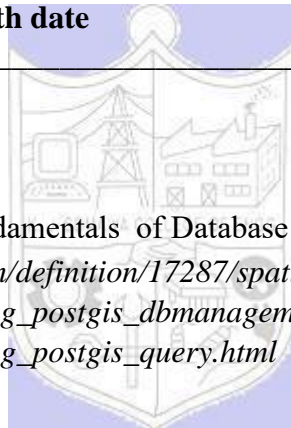 th date
damentals of Database
n/definition/17287/spat
g_postgis_dbmanagem
g_postgis_query.html